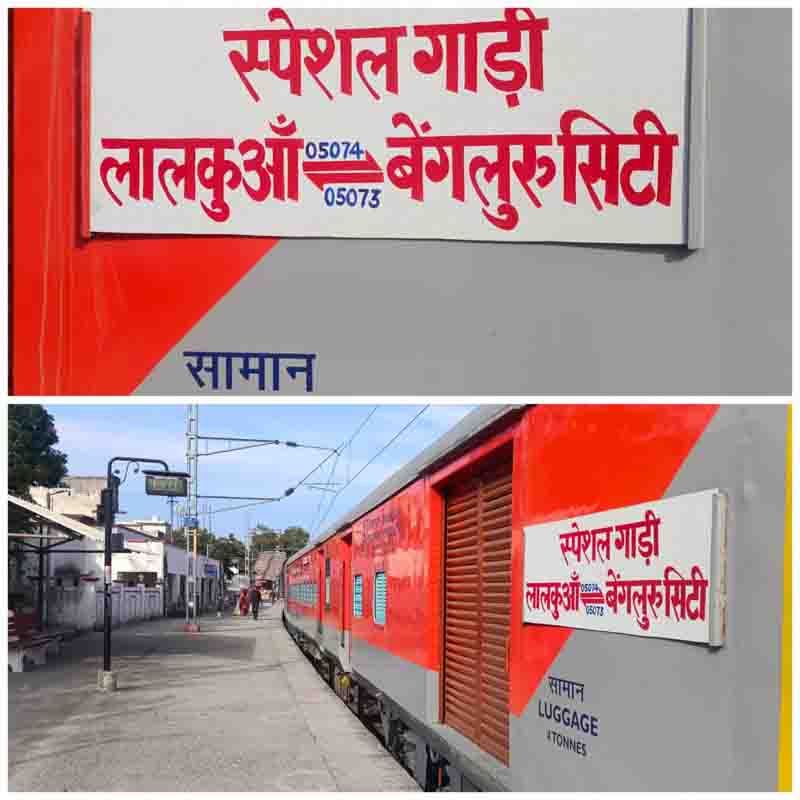 स्पेशल गाड़ी
लालकुआँ 05074 बेंगलुरु सिटी
05073
सामान
स्पेशल गाड़ी
लालकुआँ 05074 बेंगलुरु सिटी
05073
सामान
LUGGAGE
4 TONNES